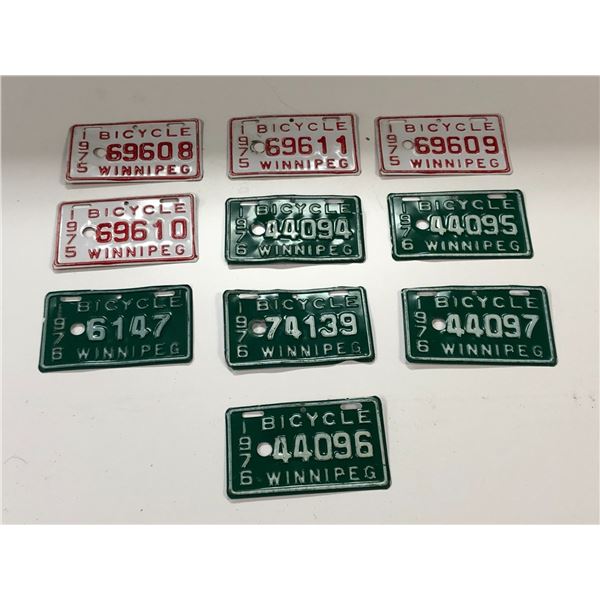 BICYCLE
1975
69608
WINNIPEG
BICYCLE
1975
69611
WINNIPEG
BICYCLE
1975
69609
WINNIPEG
BICYCLE
1975
69610
WINNIPEG
BICYCLE
1976
44094
WINNIPEG
BICYCLE
1976
44095
WINNIPEG
BICYCLE
1976
6147
WINNIPEG
BICYCLE
1976
74139
WINNIPEG
BICYCLE
1976
44097
WINNIPEG
BICYCLE
1976
44096
WINNIPEG